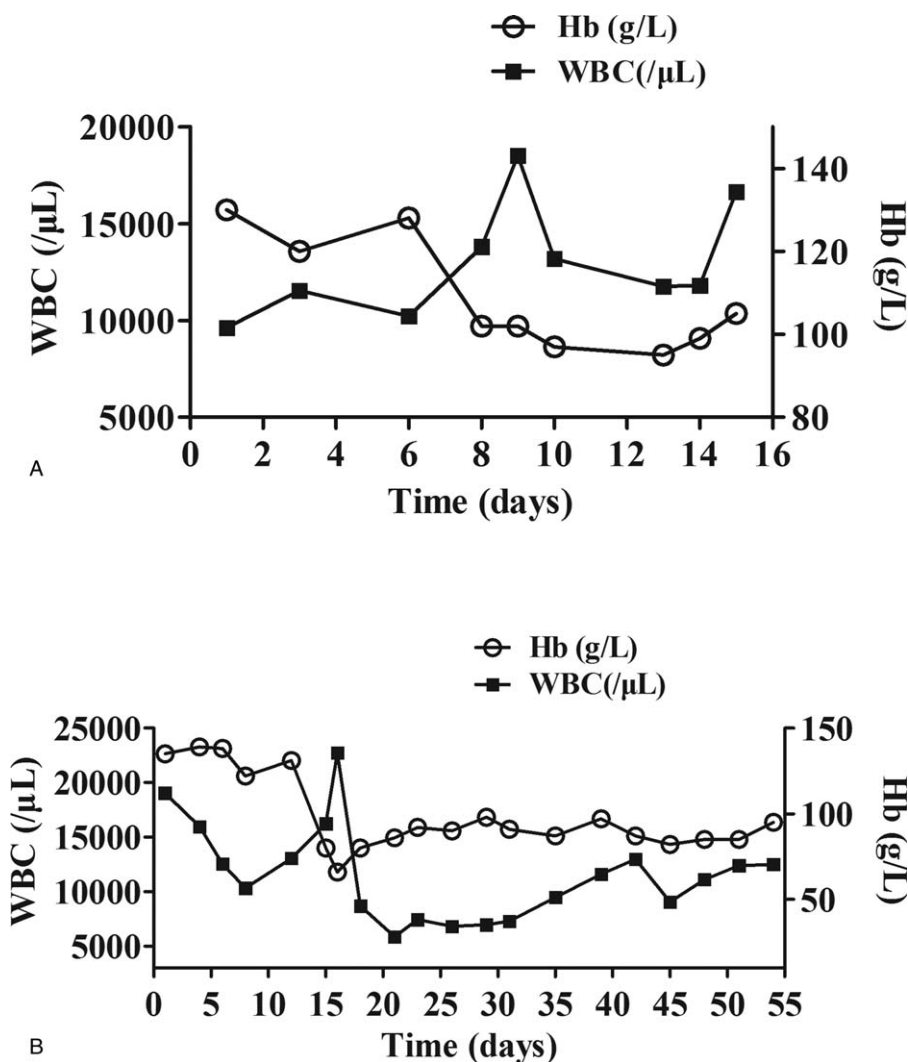 Hb (g/L)
WBC(/µL)
20000
15000
10000
5000
WBC (/µL)
140
120
100
80
Hb (g/L)
0 2 4 6 8 10 12 14 16
Time (days)
A
Hb (g/L)
WBC(/µL)
25000
20000
15000
10000
5000
WBC (/µL)
150
100
50
Hb (g/L)
0 5 10 15 20 25 30 35 40 45 50 55
Time (days)
B